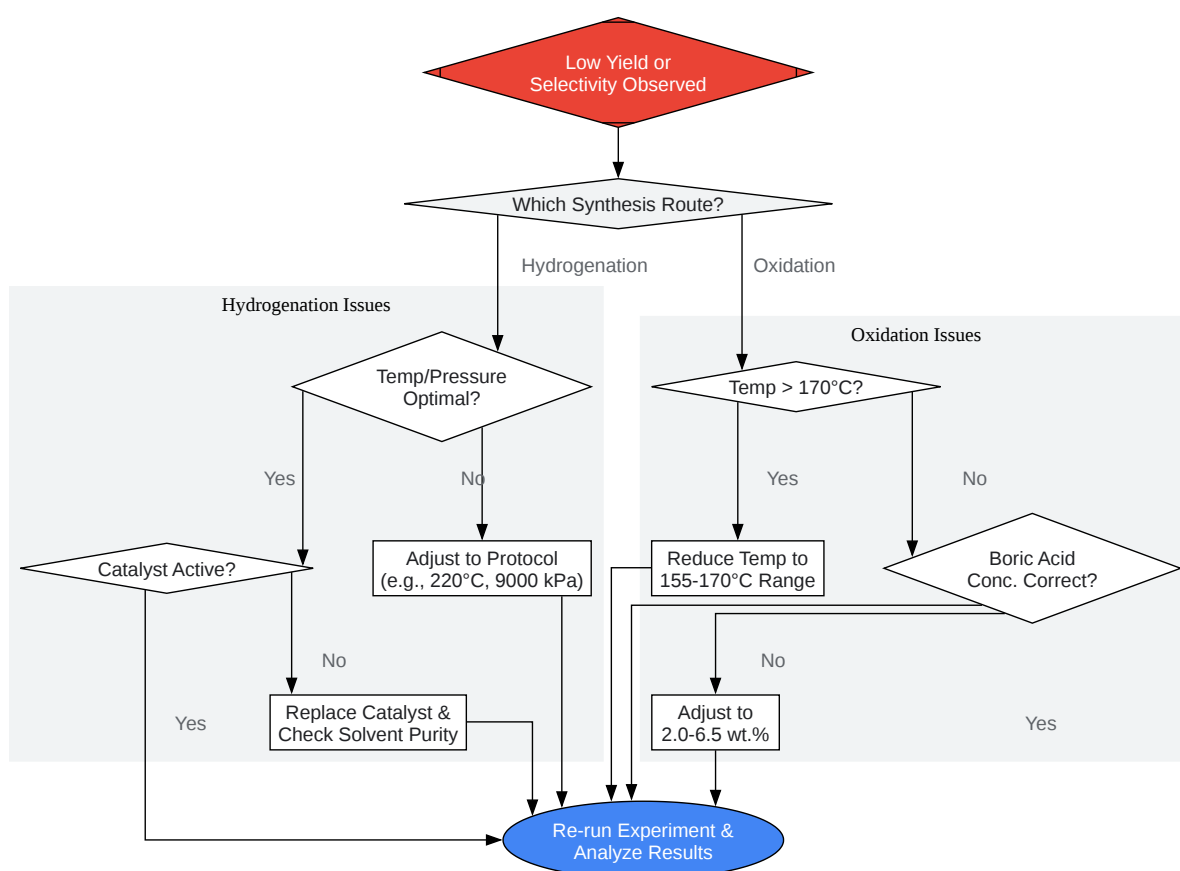 Low Yield or
Selectivity Observed
Which Synthesis Route?
Hydrogenation
Oxidation
Hydrogenation Issues
Oxidation Issues
Temp/Pressure
Optimal?
Temp > 170°C?
Yes
No
Yes
No
Catalyst Active?
Adjust to Protocol
(e.g., 220°C, 9000 kPa)
Reduce Temp to
155-170°C Range
Boric Acid
Conc. Correct?
No
No
Yes
Replace Catalyst &
Check Solvent Purity
Adjust to
2.0-6.5 wt.%
Yes
Re-run Experiment &
Analyze Results